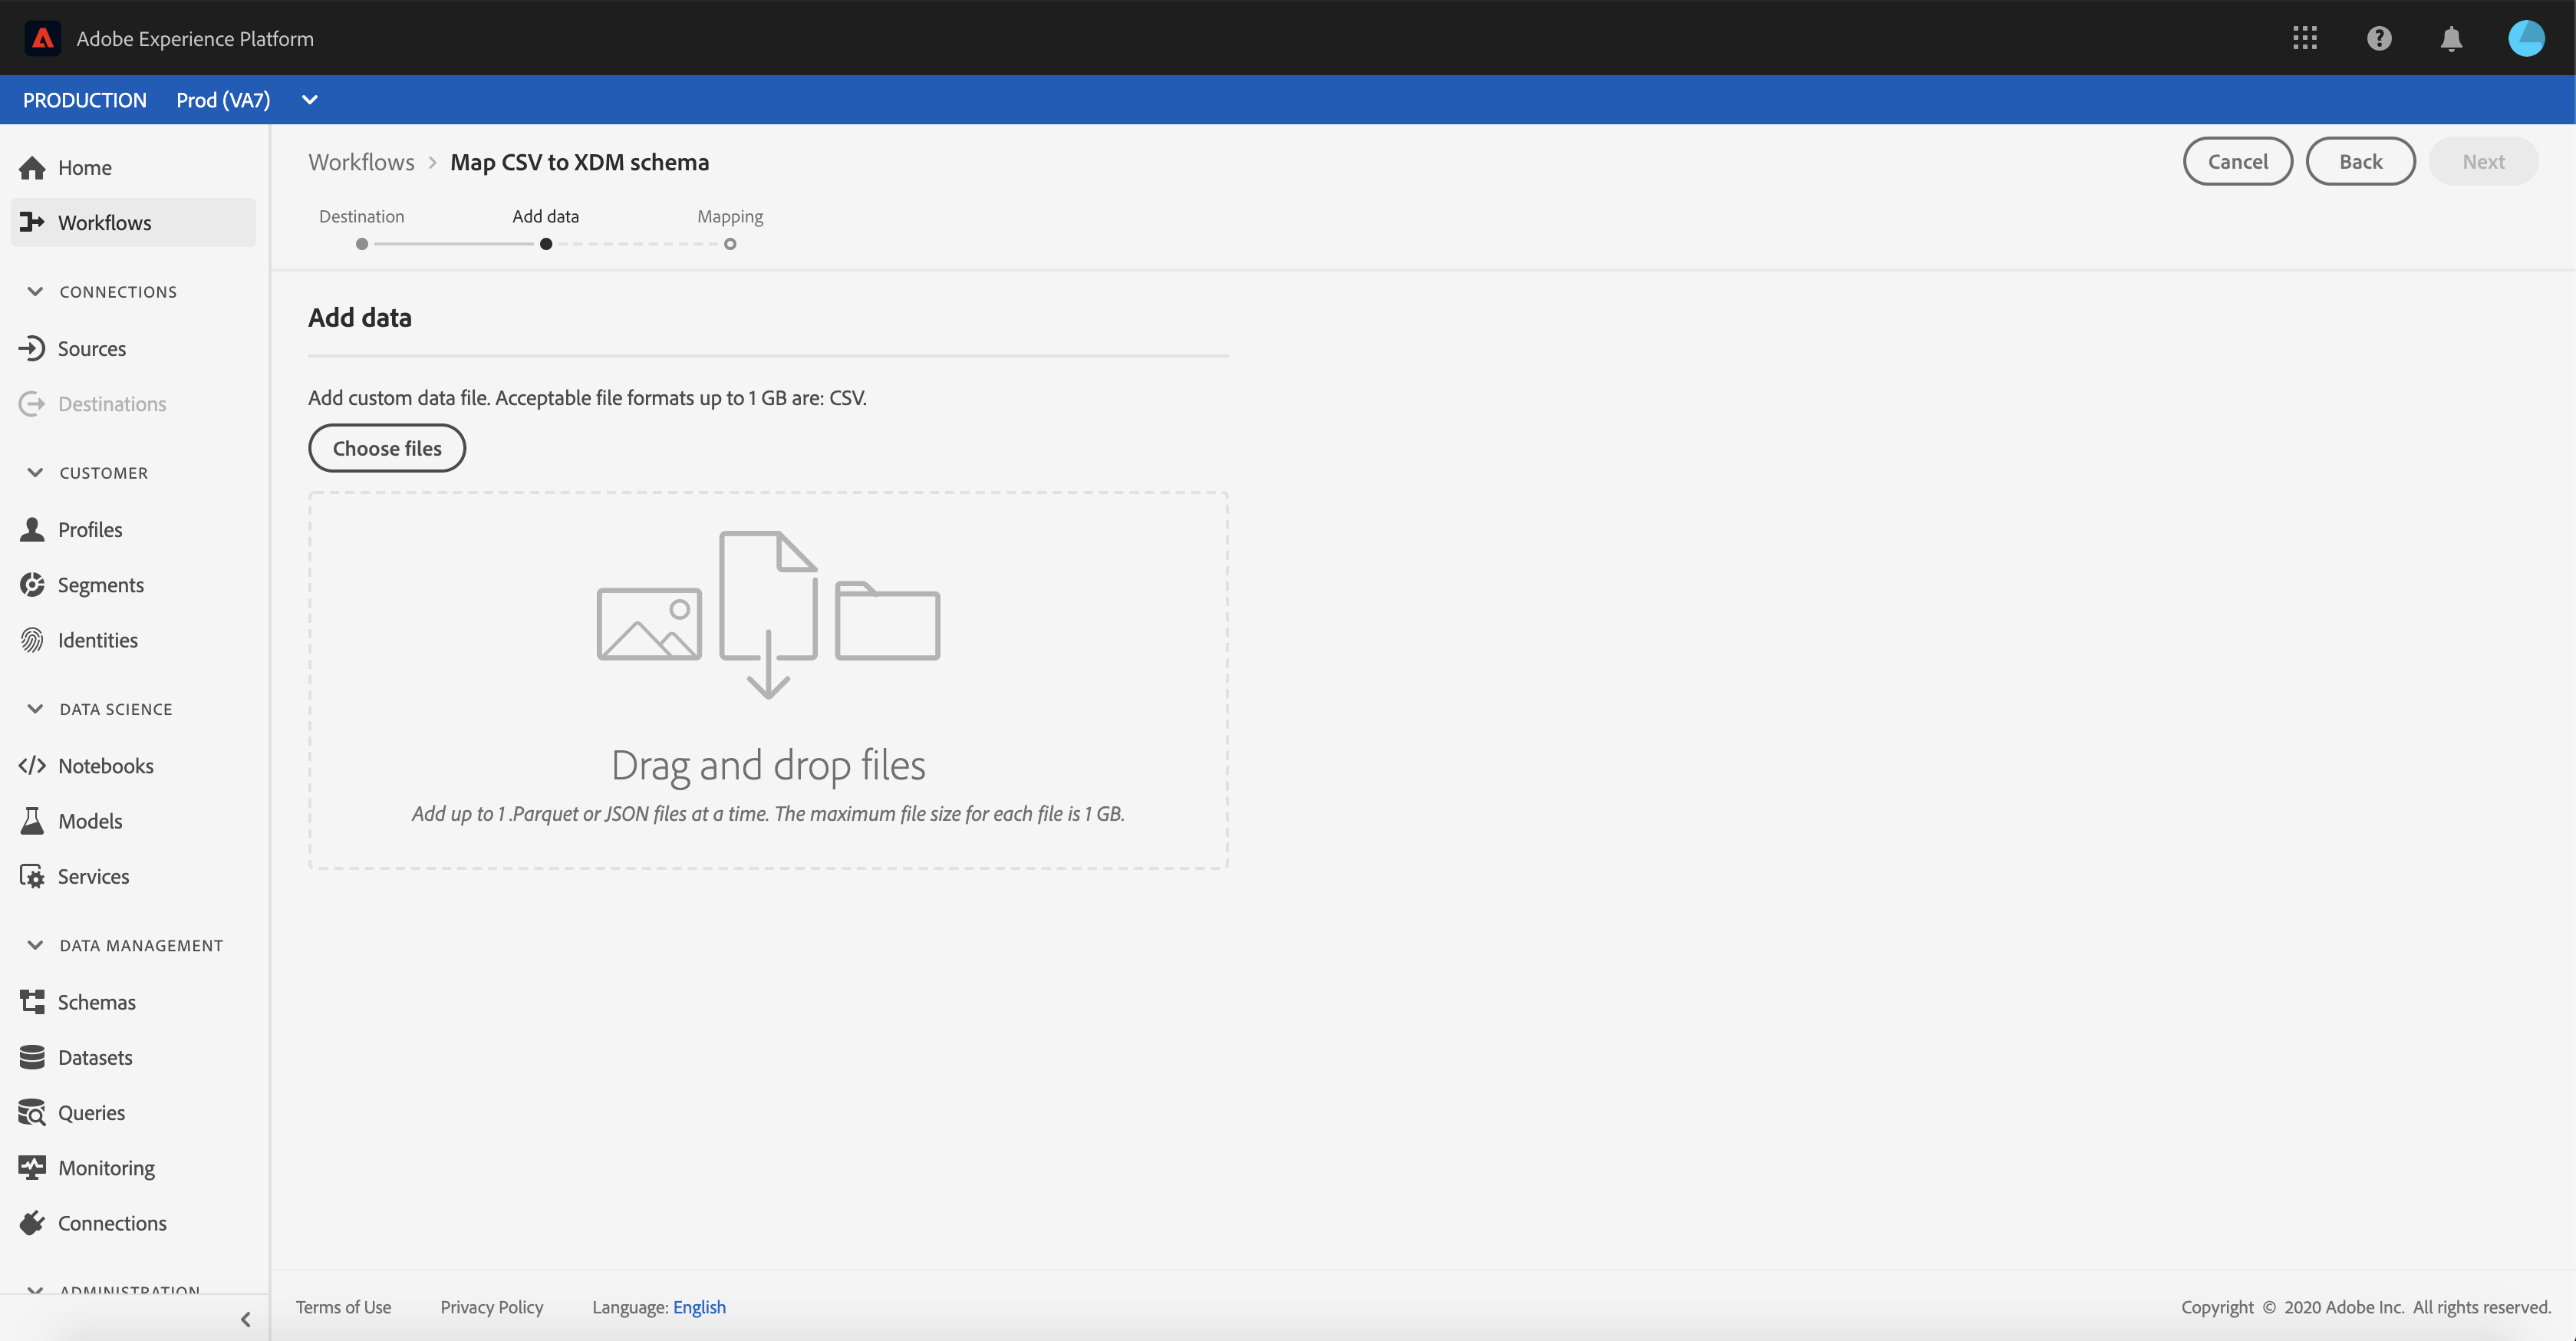 Adobe Experience Platform
PRODUCTION Prod (VA7)
Home
Workflows
CONNECTIONS
Sources
Destinations
CUSTOMER
Profiles
Segments
Identities
DATA SCIENCE
Notebooks
Models
Services
DATA MANAGEMENT
Schemas
Datasets
Queries
Monitoring
Connections
ADMINISTRATION
Workflows > Map CSV to XDM schema
Cancel Back Next
Destination Add data Mapping
Add data
Add custom data file. Acceptable file formats up to 1 GB are: CSV.
Choose files
Drag and drop files
Add up to 1 .Parquet or JSON files at a time. The maximum file size for each file is 1 GB.
Terms of Use Privacy Policy Language: English Copyright © 2020 Adobe Inc. All rights reserved.